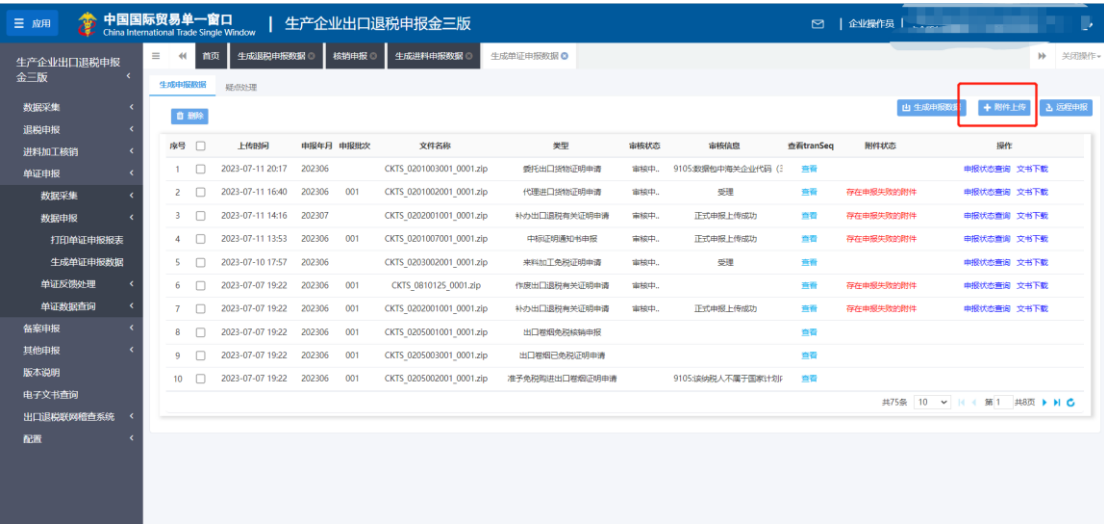 应用
中国国际贸易单一窗口 | 生产企业出口退税申报金三版
China International Trade Single Window
企业操作员
生产企业出口退税申报金三版
首页 生成退税申报数据 核销申报 生成进料申报数据 生成单证申报数据 关闭操作
生成申报数据 疑点处理
删除
生成申报数据 附件上传 远程申报
数据采集
退税申报
进料加工核销
单证申报
数据采集
数据申报
打印单证申报报表
生成单证申报数据
单证反馈处理
单证数据查询
备案申报
其他申报
版本说明
电子文书查询
出口退税联网稽查系统
配置
序号 上传时间 申报年月 申报批次 文件名称 类型 审核状态 审核信息 查看tranSeq 附件状态 操作
1 2023-07-11 20:17 202306 CKTS_0201003001_0001.zip 委托出口货物证明申请 审核中.. 9105:数据包中海关企业代码（ 查看 申报状态查询 文书下载
2 2023-07-11 16:40 202306 001 CKTS_0201002001_0001.zip 代理进口货物证明申请 审核中.. 受理 查看 存在申报失败的附件 申报状态查询 文书下载
3 2023-07-11 14:16 202307 CKTS_0202001001_0001.zip 补办出口退税有关证明申请 审核中.. 正式申报上传成功 查看 存在申报失败的附件 申报状态查询 文书下载
4 2023-07-11 13:53 202306 001 CKTS_0201007001_0001.zip 中标证明通知书申报 审核中.. 正式申报上传成功 查看 存在申报失败的附件 申报状态查询 文书下载
5 2023-07-10 17:57 202306 CKTS_0203002001_0001.zip 来料加工免税证明申请 审核中.. 受理 查看 申报状态查询 文书下载
6 2023-07-07 19:22 202306 001 CKTS_0810125_0001.zip 作废出口退税有关证明申请 审核中.. 查看 存在申报失败的附件 申报状态查询 文书下载
7 2023-07-07 19:22 202306 001 CKTS_0202001001_0001.zip 补办出口退税有关证明申请 审核中.. 正式申报上传成功 查看 存在申报失败的附件 申报状态查询 文书下载
8 2023-07-07 19:22 202306 001 CKTS_0205001001_0001.zip 出口卷烟免税核销申报 查看
9 2023-07-07 19:22 202306 001 CKTS_0205003001_0001.zip 出口卷烟已免税证明申请 查看
10 2023-07-07 19:22 202306 001 CKTS_0205002001_0001.zip 准予免税购进出口卷烟证明申请 9105:该纳税人不属于国家计划 查看
共75条 10 第 1 共8页